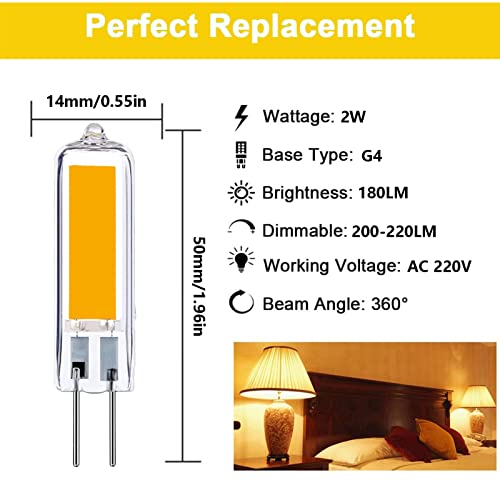 Perfect Replacement
14mm/0.55in
50mm/1.96in
Wattage: 2W
Base Type: G4
Brightness: 180LM
Dimmable: 200-220LM
Working Voltage: AC 220V
Beam Angle: 360°